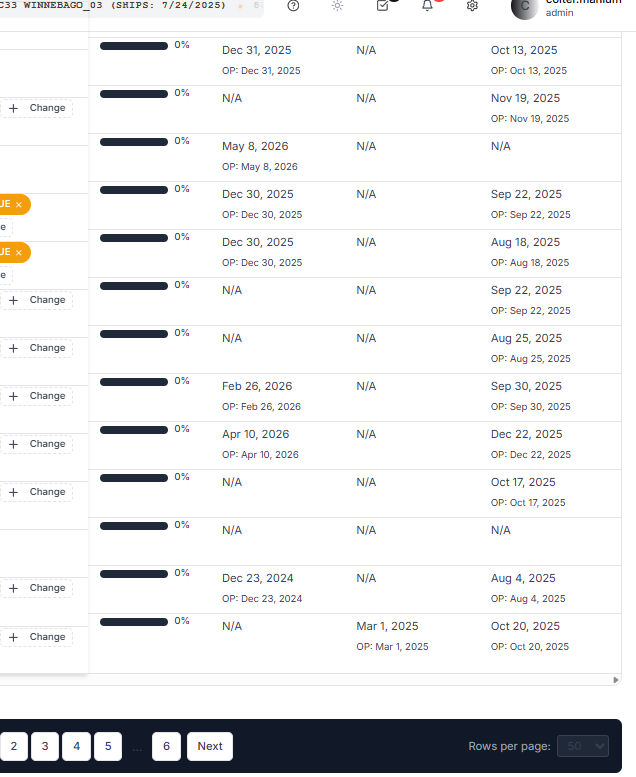 C33 WINNEBAGO_03 (SHIPS: 7/24/2025)
admin
0% Dec 31, 2025 N/A Oct 13, 2025
OP: Dec 31, 2025 OP: Oct 13, 2025
+ Change 0% N/A N/A Nov 19, 2025
OP: Nov 19, 2025
0% May 8, 2026 N/A N/A
OP: May 8, 2026
UE × 0% Dec 30, 2025 N/A Sep 22, 2025
e OP: Dec 30, 2025 OP: Sep 22, 2025
UE × 0% Dec 30, 2025 N/A Aug 18, 2025
e OP: Dec 30, 2025 OP: Aug 18, 2025
+ Change 0% N/A N/A Sep 22, 2025
OP: Sep 22, 2025
+ Change 0% N/A N/A Aug 25, 2025
OP: Aug 25, 2025
+ Change 0% Feb 26, 2026 N/A Sep 30, 2025
OP: Feb 26, 2026 OP: Sep 30, 2025
+ Change 0% Apr 10, 2026 N/A Dec 22, 2025
OP: Apr 10, 2026 OP: Dec 22, 2025
+ Change 0% N/A N/A Oct 17, 2025
OP: Oct 17, 2025
0% N/A N/A N/A
+ Change 0% Dec 23, 2024 N/A Aug 4, 2025
OP: Dec 23, 2024 OP: Aug 4, 2025
+ Change 0% N/A Mar 1, 2025 Oct 20, 2025
OP: Mar 1, 2025 OP: Oct 20, 2025
2 3 4 5 ... 6 Next Rows per page: 50